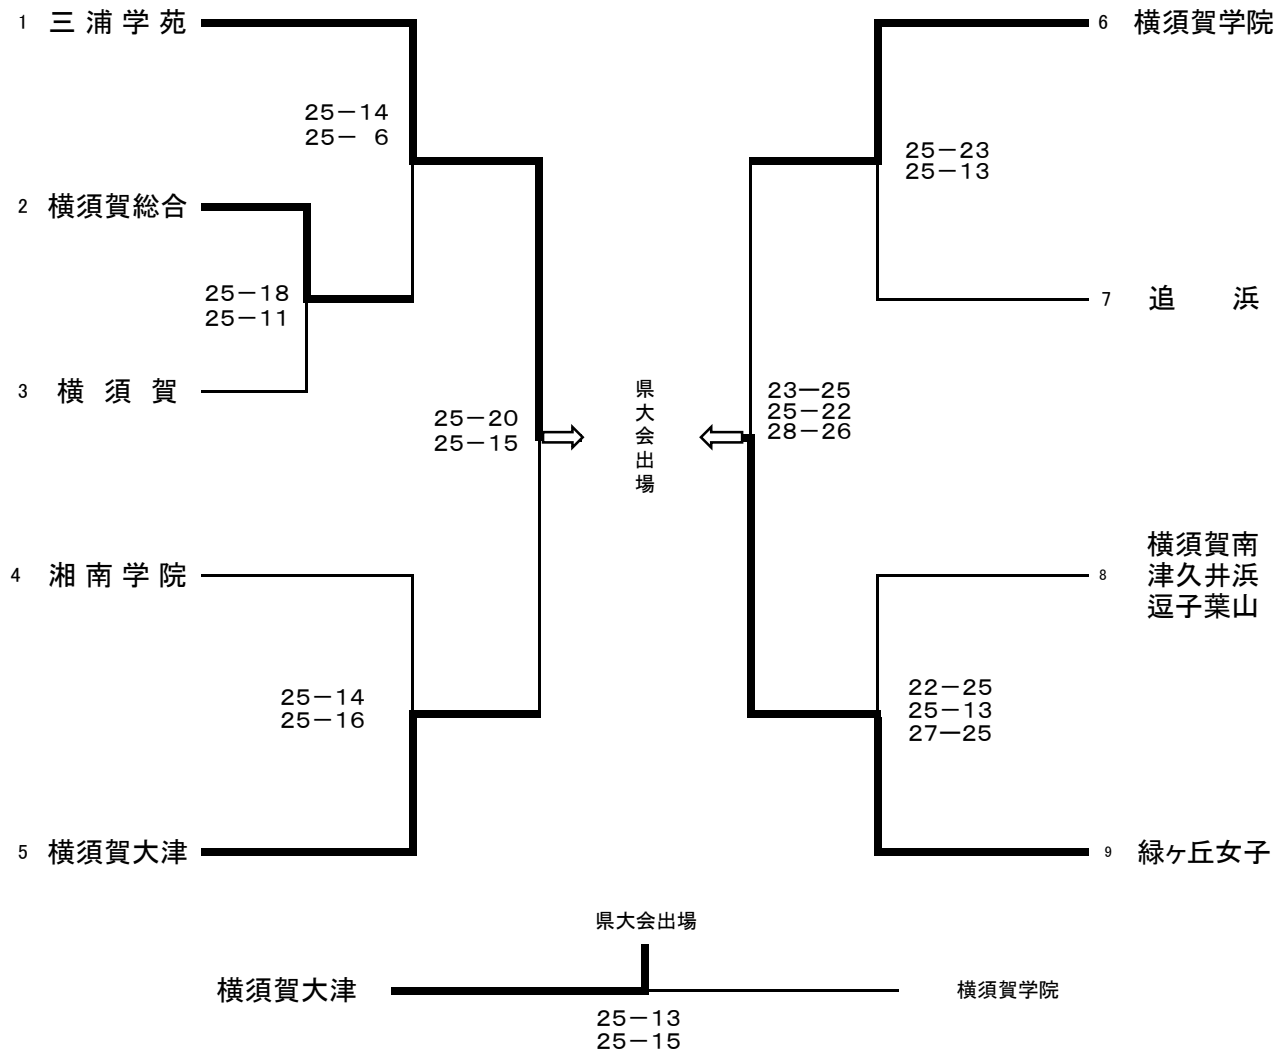 1 三浦学苑
25－14
25－ 6
2 横須賀総合
25－18
25－11
3 横須賀
25－20
25－15
4 湘南学院
25－14
25－16
5 横須賀大津
県大会出場
6 横須賀学院
25－23
25－13
7 追浜
23－25
25－22
28－26
横須賀南
8 津久井浜
逗子葉山
22－25
25－13
27－25
9 緑ヶ丘女子
県大会出場
横須賀大津
横須賀学院
25－13
25－15